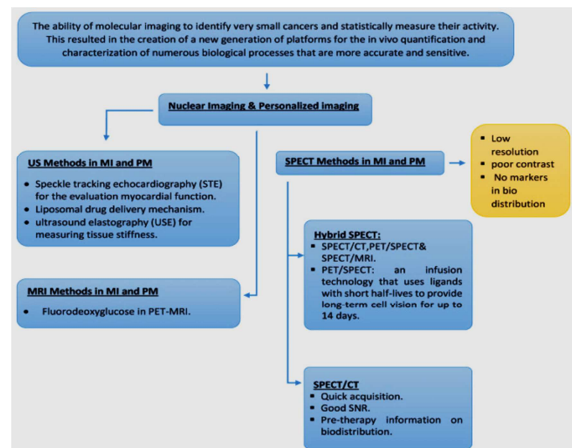 The ability of molecular imaging to identify very small cancers and statistically measure their activity.
This resulted in the creation of a new generation of platforms for the in vivo quantification and
characterization of numerous biological processes that are more accurate and sensitive.
Nuclear Imaging & Personalized imaging
US Methods in MI and PM
▪ Speckle tracking echocardiography (STE)
for the evaluation myocardial function.
• Liposomal drug delivery mechanism.
• ultrasound elastography (USE) for
measuring tissue stiffness.
MRI Methods in MI and PM
▪ Fluorodeoxyglucose in PET-MRI.
SPECT Methods in MI and PM
▪ Low
resolution
▪ poor contrast
▪ No markers
in bio
distribution
Hybrid SPECT:
▪ SPECT/CT,PET/SPECT&
SPECT/MRI.
▪ PET/SPECT: an infusion
technology that uses ligands
with short half-lives to provide
long-term cell vision for up to
14 days.
SPECT/CT
▪ Quick acquisition.
▪ Good SNR.
▪ Pre-therapy information on
biodistribution.